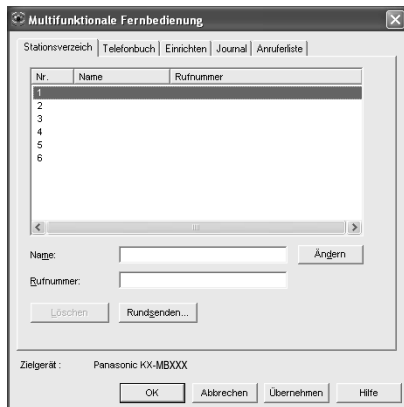 Multifunktionale Fernbedienung
Stationsverzeich Telefonbuch Einrichten Journal Anruferliste
Nr. Name Rufnummer
1
2
3
4
5
6
Name: Ändern
Rufnummer:
Löschen Rundsenden...
Zielgerät : Panasonic KX-MBXXX
OK Abbrechen Übernehmen Hilfe